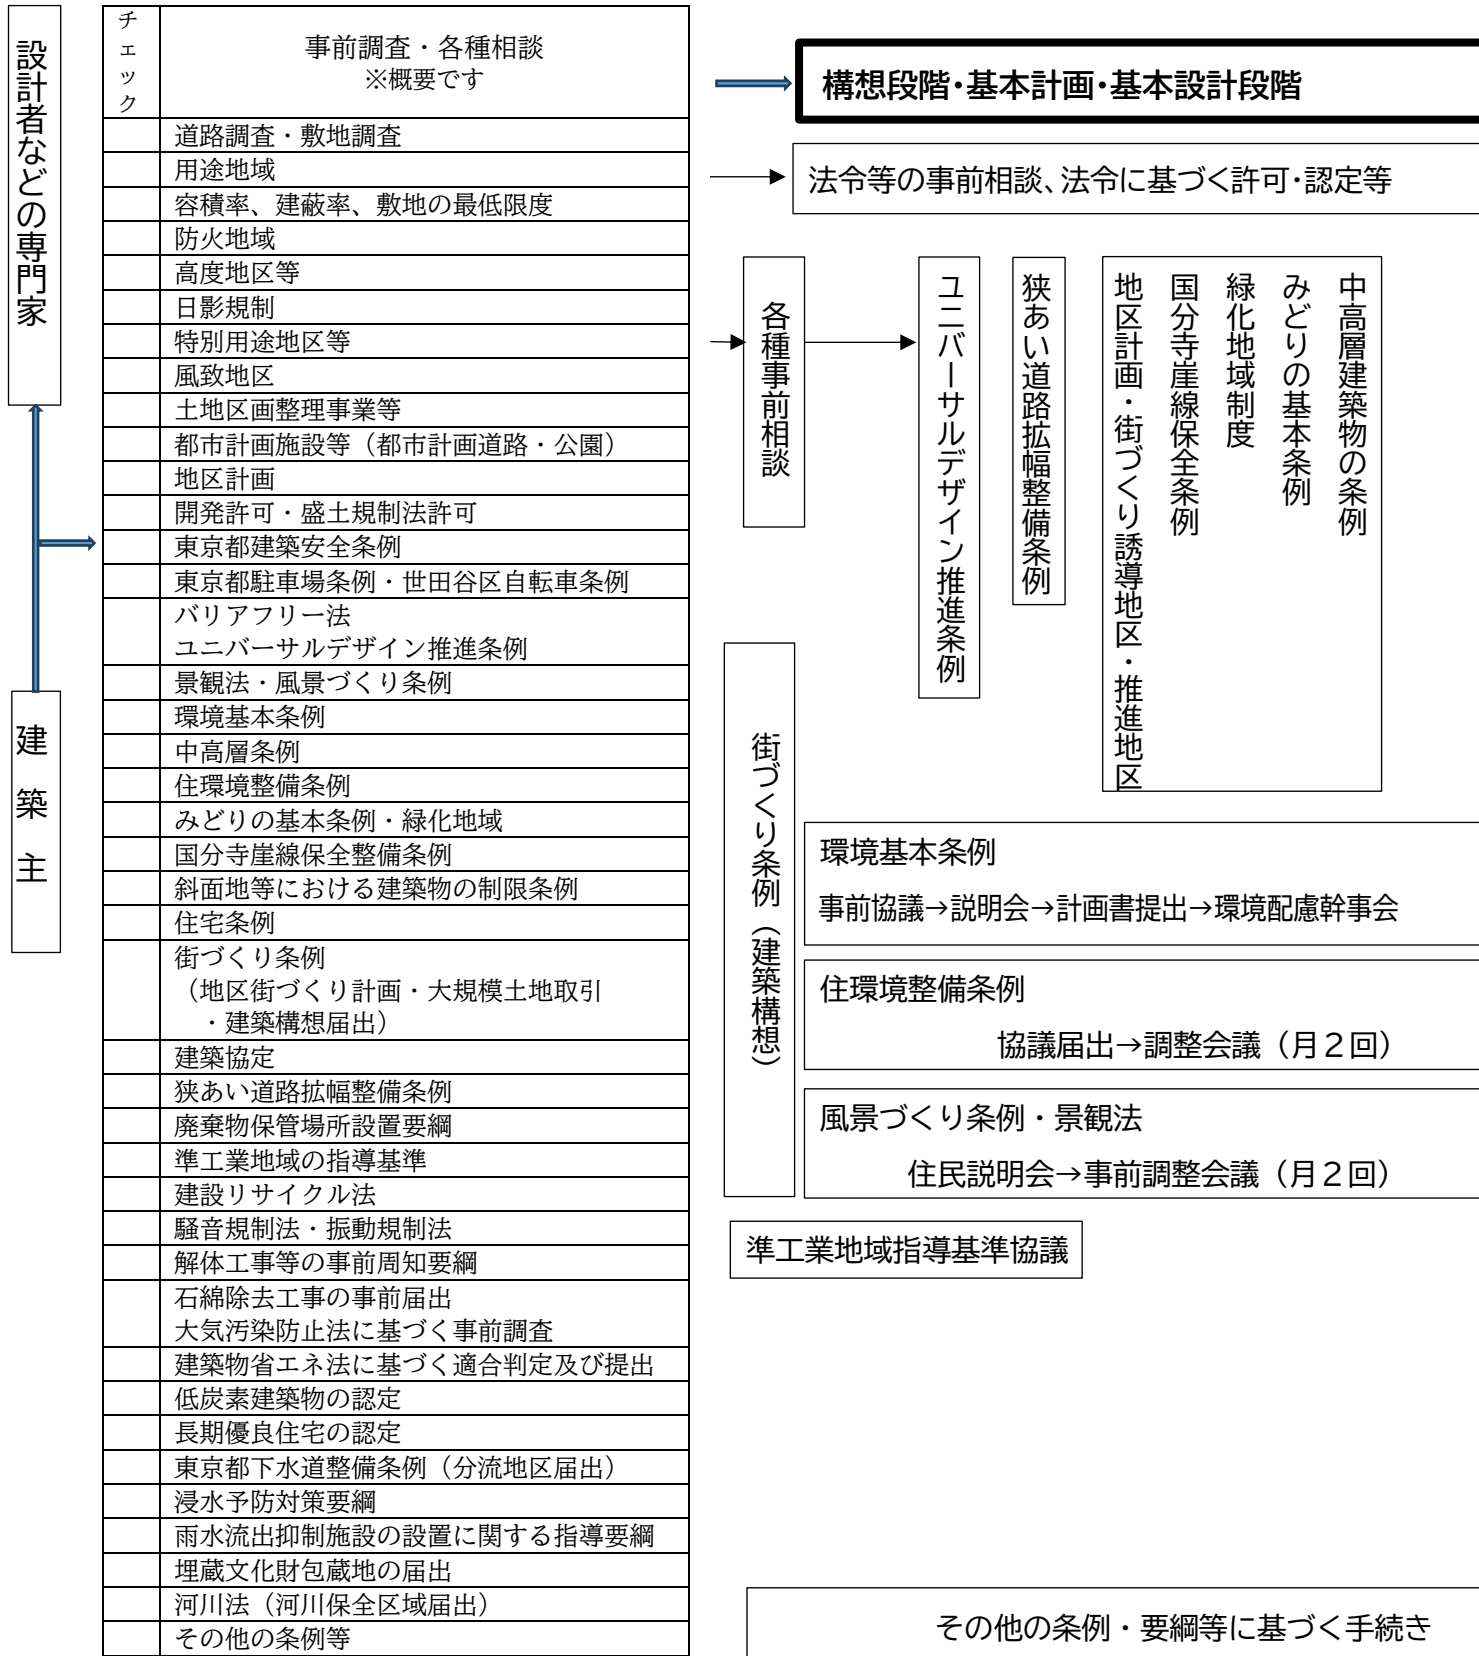 設計者などの専門家
建築主
チェック
事前調査・各種相談
※概要です
道路調査・敷地調査
用途地域
容積率、建蔽率、敷地の最低限度
防火地域
高度地区等
日影規制
特別用途地区等
風致地区
土地区画整理事業等
都市計画施設等（都市計画道路・公園）
地区計画
開発許可・盛土規制法許可
東京都建築安全条例
東京都駐車場条例・世田谷区自転車条例
バリアフリー法
ユニバーサルデザイン推進条例
景観法・風景づくり条例
環境基本条例
中高層条例
住環境整備条例
みどりの基本条例・緑化地域
国分寺崖線保全整備条例
斜面地等における建築物の制限条例
住宅条例
街づくり条例
（地区街づくり計画・大規模土地取引
・建築構想届出）
建築協定
狭あい道路拡幅整備条例
廃棄物保管場所設置要綱
準工業地域の指導基準
建設リサイクル法
騒音規制法・振動規制法
解体工事等の事前周知要綱
石綿除去工事の事前届出
大気汚染防止法に基づく事前調査
建築物省エネ法に基づく適合判定及び提出
低炭素建築物の認定
長期優良住宅の認定
東京都下水道整備条例（分流地区届出）
浸水予防対策要綱
雨水流出抑制施設の設置に関する指導要綱
埋蔵文化財包蔵地の届出
河川法（河川保全区域届出）
その他の条例等
構想段階・基本計画・基本設計段階
法令等の事前相談、法令に基づく許可・認定等
各種事前相談
ユニバーサルデザイン推進条例
狭あい道路拡幅整備条例
中高層建築物の条例
みどりの基本条例
緑化地域制度
国分寺崖線保全条例
地区計画・街づくり誘導地区・推進地区
街づくり条例（建築構想）
環境基本条例
事前協議→説明会→計画書提出→環境配慮幹事会
住環境整備条例
協議届出→調整会議（月２回）
風景づくり条例・景観法
住民説明会→事前調整会議（月２回）
準工業地域指導基準協議
その他の条例・要綱等に基づく手続き